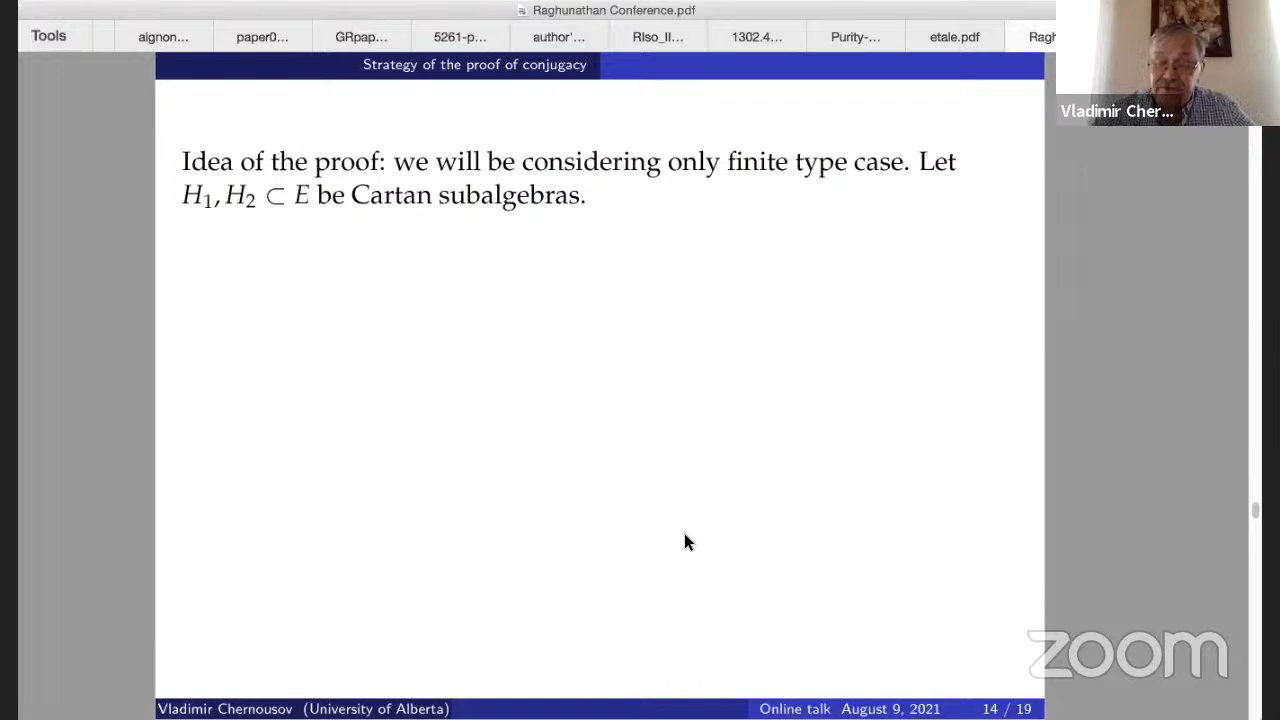 Raghunathan Conference.pdf
Tools
algnon...
paper0...
GRpap...
5261-p...
author'...
RIso_II...
1302.4...
Purity-...
etale.pdf
Ragh
Vladimir Cher...
Strategy of the proof of conjugacy
Idea of the proof: we will be considering only finite type case. Let
H₁, H₂ ⊂ E be Cartan subalgebras.
zoom
Vladimir Chernousov (University of Alberta)
Online talk August 9, 2021
14 / 19